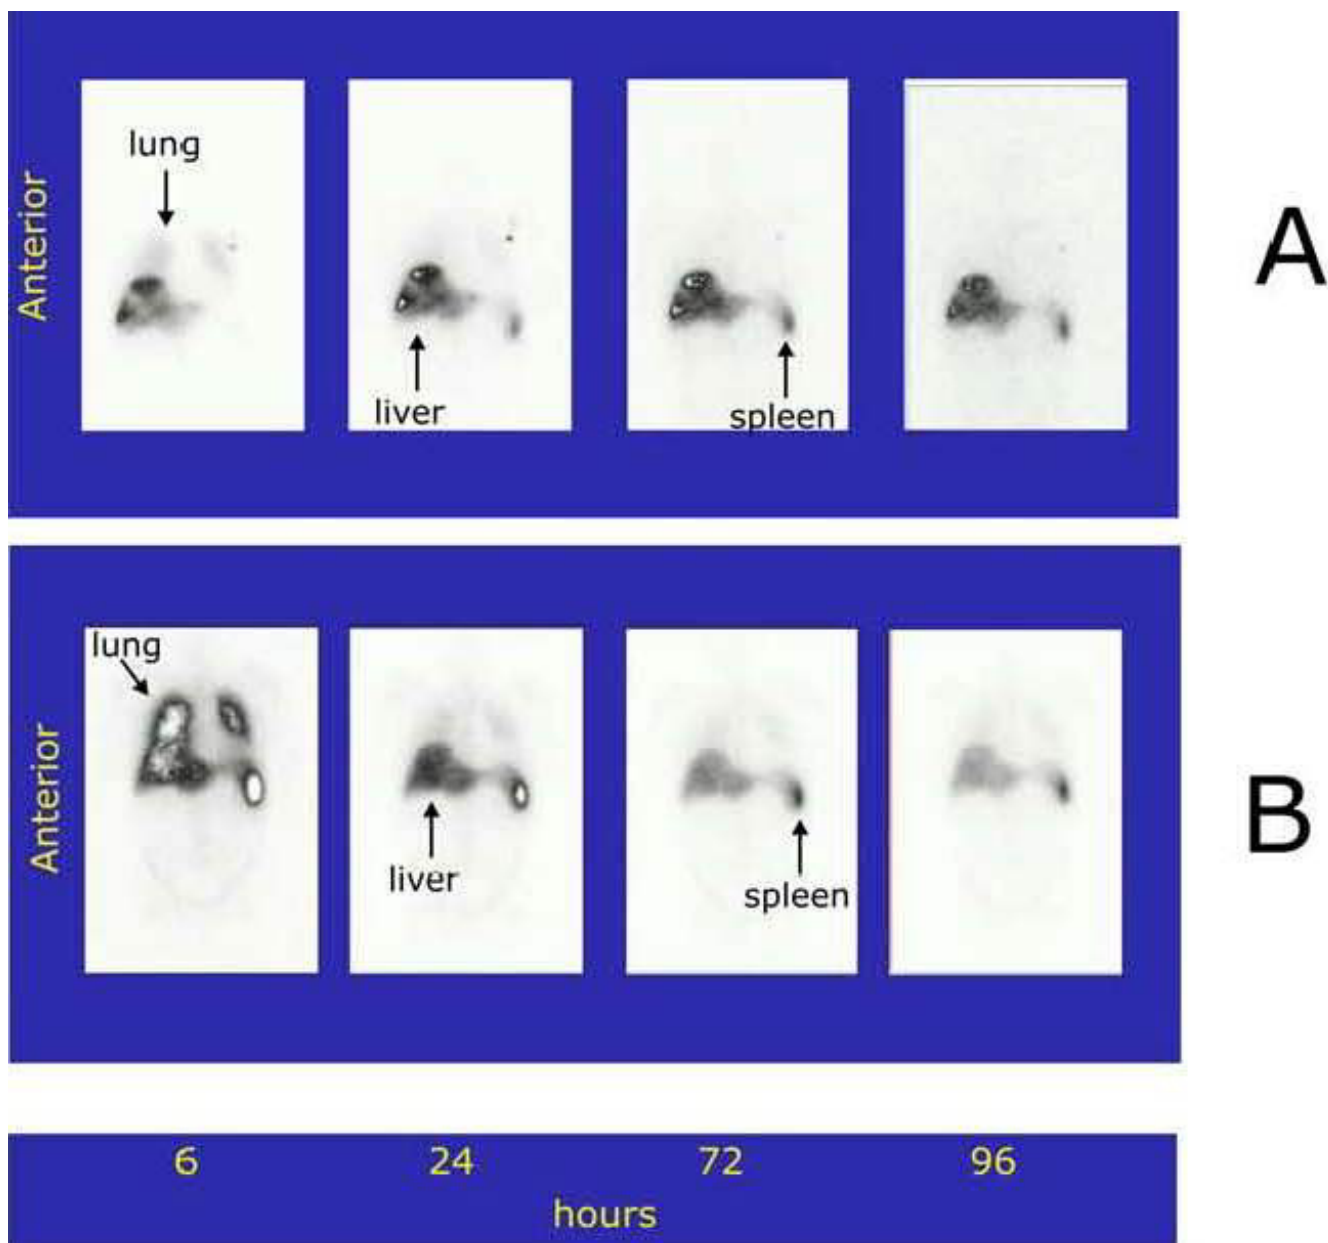 lung
Anterior
liver
spleen
A
lung
Anterior
liver
spleen
B
6 24 72 96
hours